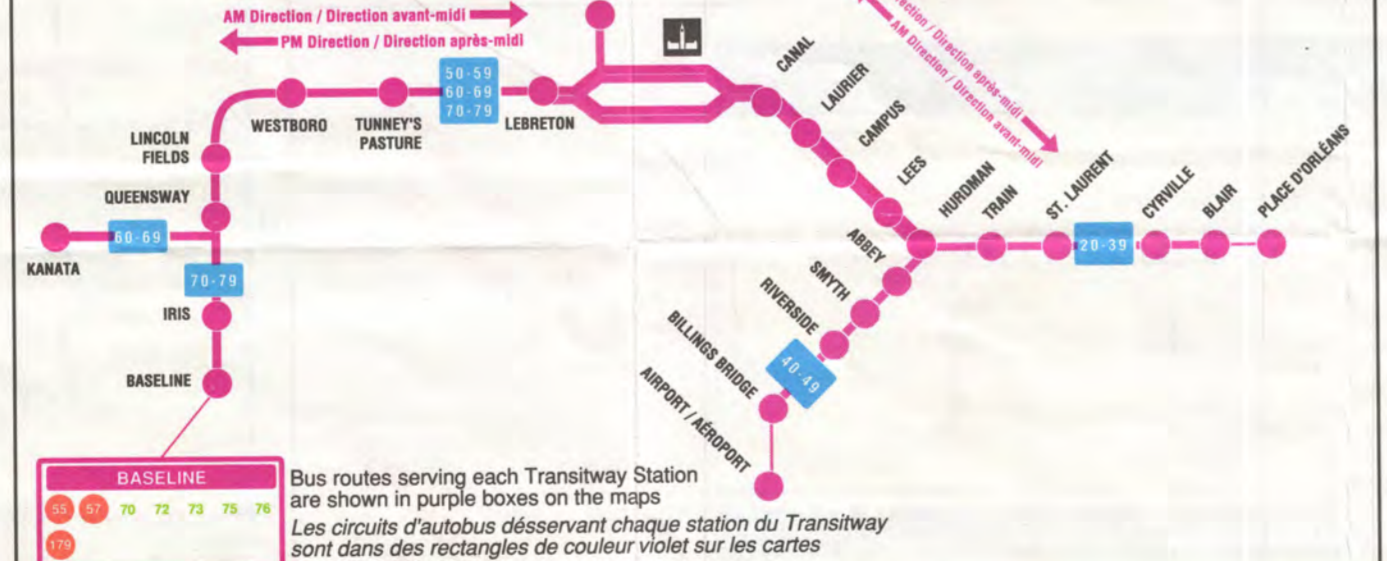 AM Direction / Direction avant-midi
PM Direction / Direction après-midi
ection / Direction après-midi
AM Direction / Direction avant-midi
CANAL
LAURIER
CAMPUS
LEES
HURDMAN
TRAIN
ST. LAURENT
CYRVILLE
BLAIR
PLACE D'ORLÉANS
50-59
60-69
70-79
WESTBORO
TUNNEY'S
PASTURE
LEBRETON
LINCOLN
FIELDS
QUEENSWAY
60-69
KANATA
70-79
IRIS
BASELINE
20-39
ABBEY
SMYTH
RIVERSIDE
40-49
BILLINGS BRIDGE
AIRPORT / AÉROPORT
BASELINE
55 57 70 72 73 75 76
179
Bus routes serving each Transitway Station
are shown in purple boxes on the maps
Les circuits d'autobus désservant chaque station du Transitway
sont dans des rectangles de couleur violet sur les cartes